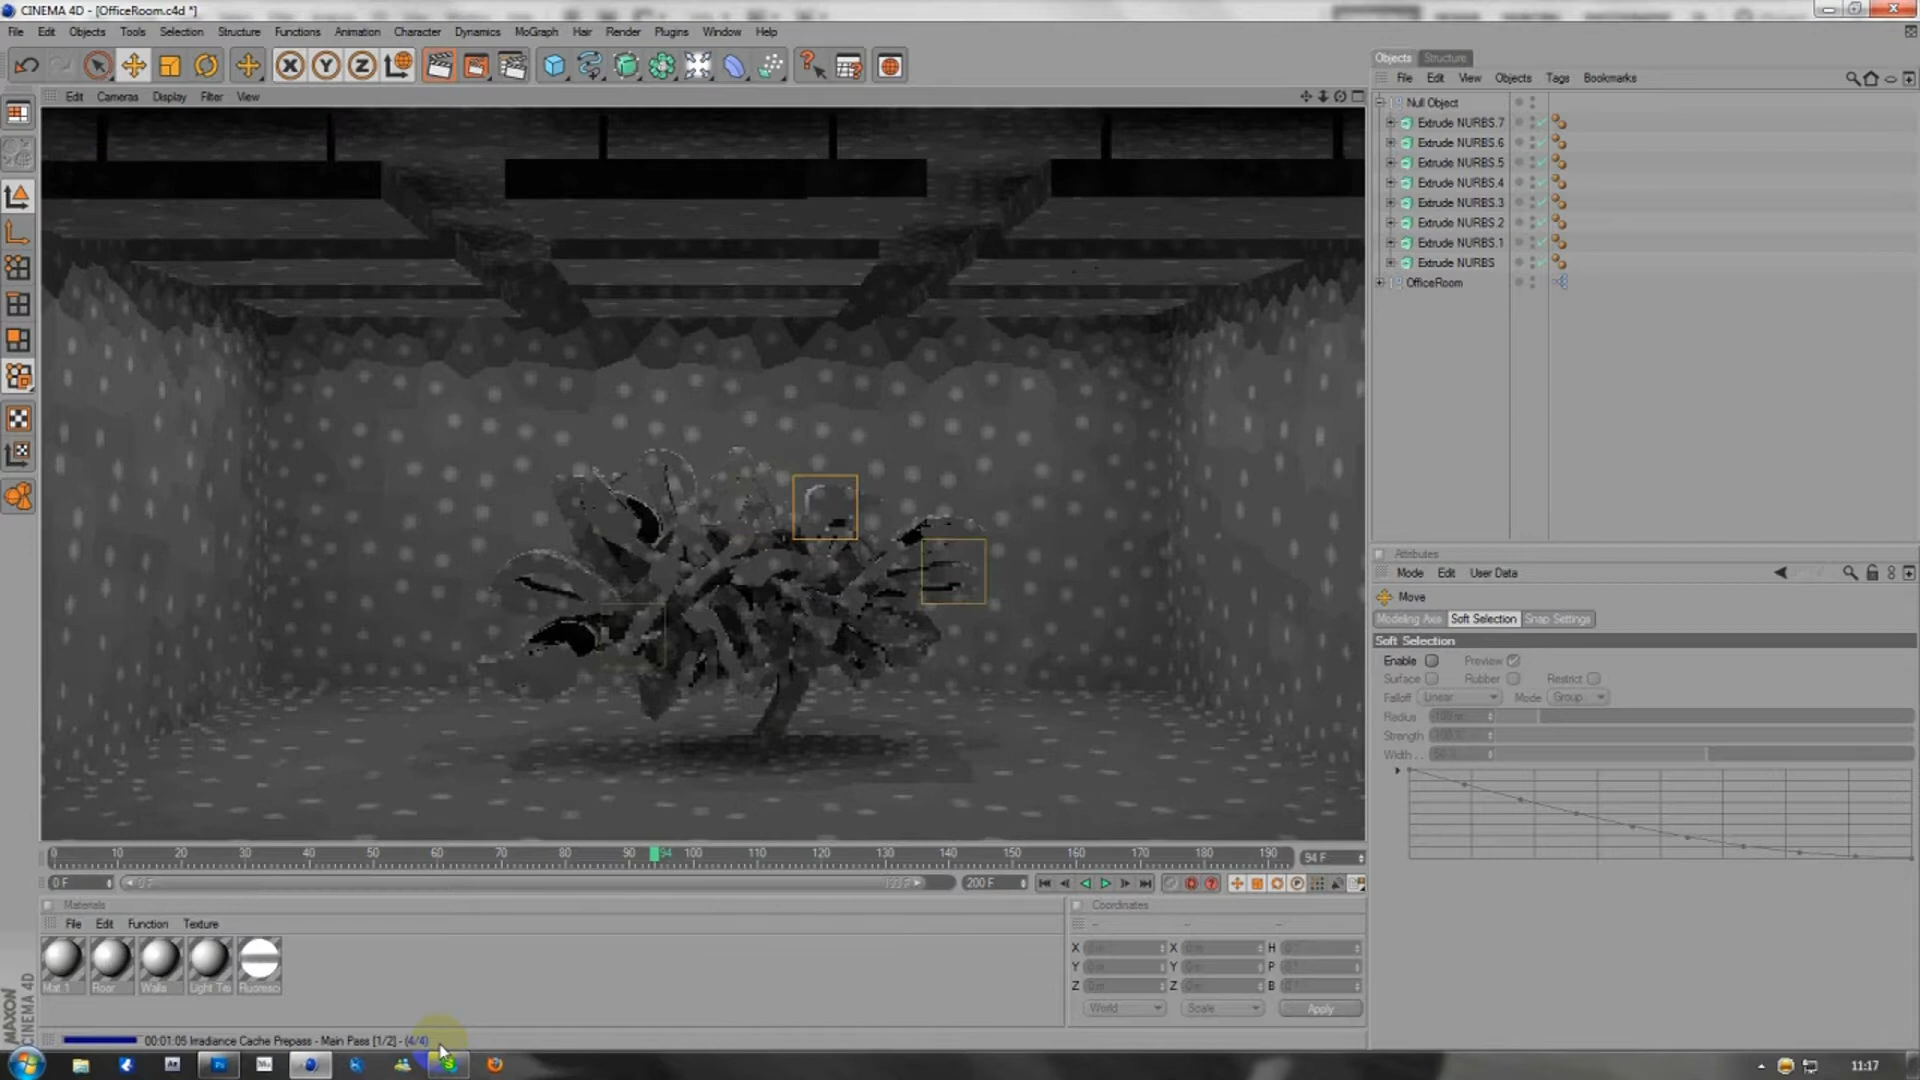 CINEMA 4D - [OfficeRoom.c4d *]
File Edit Objects Tools Selection Structure Functions Animation Character Dynamics MoGraph Hair Render Plugins Window Help
Edit Cameras Display Filter View
Objects Structure
File Edit View Objects Tags Bookmarks
Null Object
Extrude NURBS.7
Extrude NURBS.6
Extrude NURBS.5
Extrude NURBS.4
Extrude NURBS.3
Extrude NURBS.2
Extrude NURBS.1
Extrude NURBS
OfficeRoom
Attributes
Mode Edit User Data
Move
Modeling Axis Soft Selection Snap Settings
Soft Selection
Enable Preview
Surface Rubber Restrict
Falloff Linear Mode Group
Radius
Strength
Width . .
0 10 20 30 40 50 60 70 80 90 94 100 110 120 130 140 150 160 170 180 190 94 F
0 F 200 F
Materials
File Edit Function Texture
Mat.1 Floor Walls Light Te Fluoresc
Coordinates
X X H
Y Y P
Z Z B
World Scale Apply
MAXON
CINEMA 4D
00:01:05 Irradiance Cache Prepass - Main Pass [1/2] - (4/4)
Ae Ps Mu S
11:17